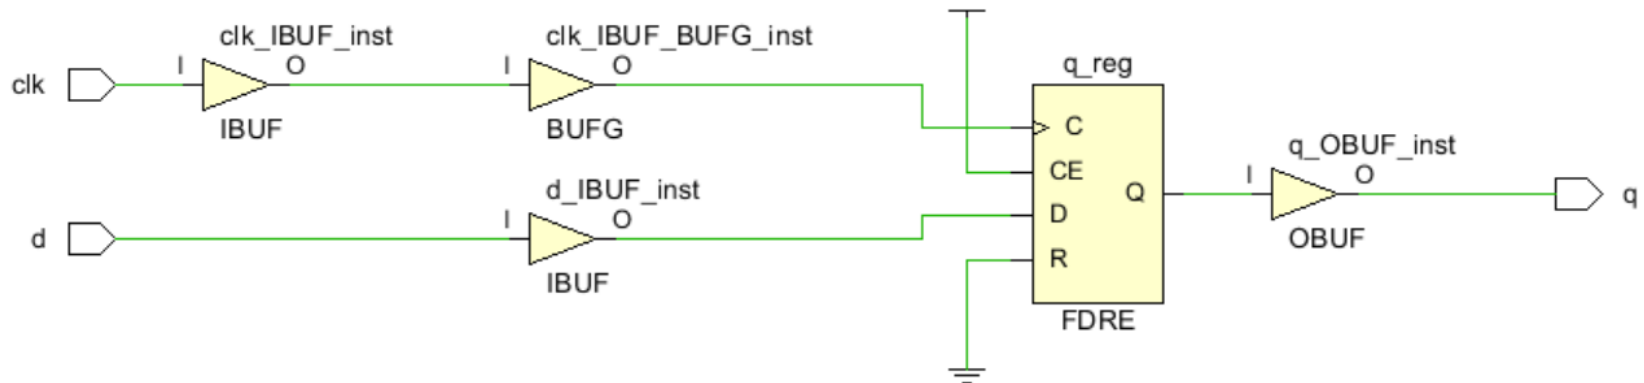 clk
I
clk_IBUF_inst
O
IBUF
I
clk_IBUF_BUFG_inst
O
BUFG
d
I
d_IBUF_inst
O
IBUF
q_reg
C
CE
D
R
Q
FDRE
I
q_OBUF_inst
O
OBUF
q